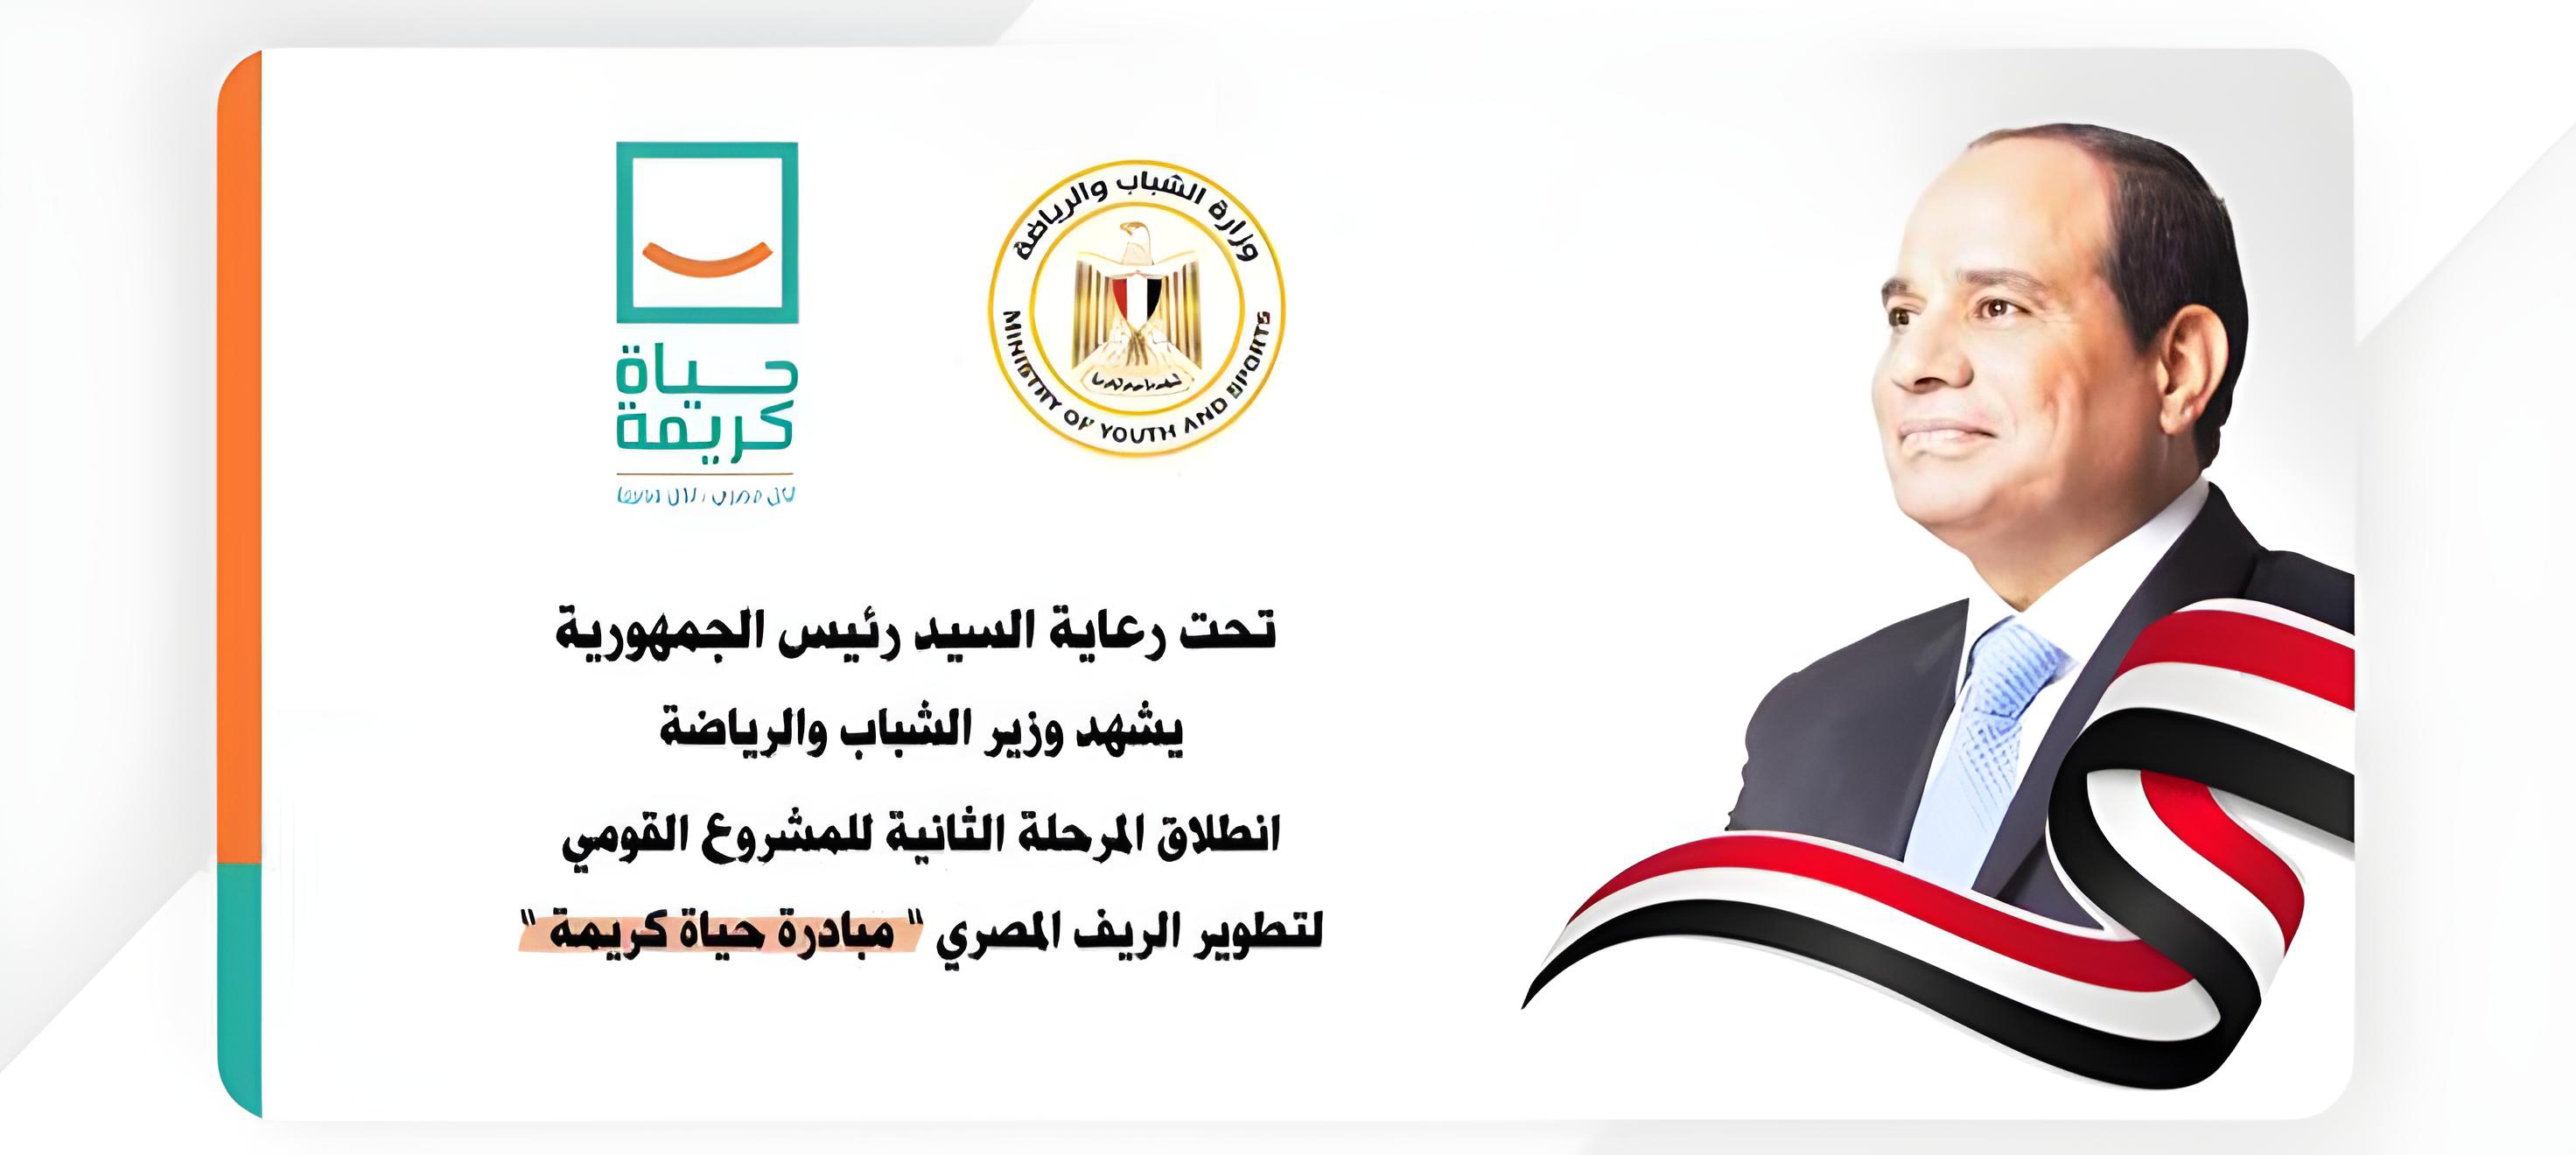 وزارة الشباب والرياضة
MINISTRY OF YOUTH AND SPORTS
حياة
كريمة
تحت رعاية السيد رئيس الجمهورية
يشهد وزير الشباب والرياضة
انطلاق المرحلة الثانية للمشروع القومي
لتطوير الريف المصري " مبادرة حياة كريمة "